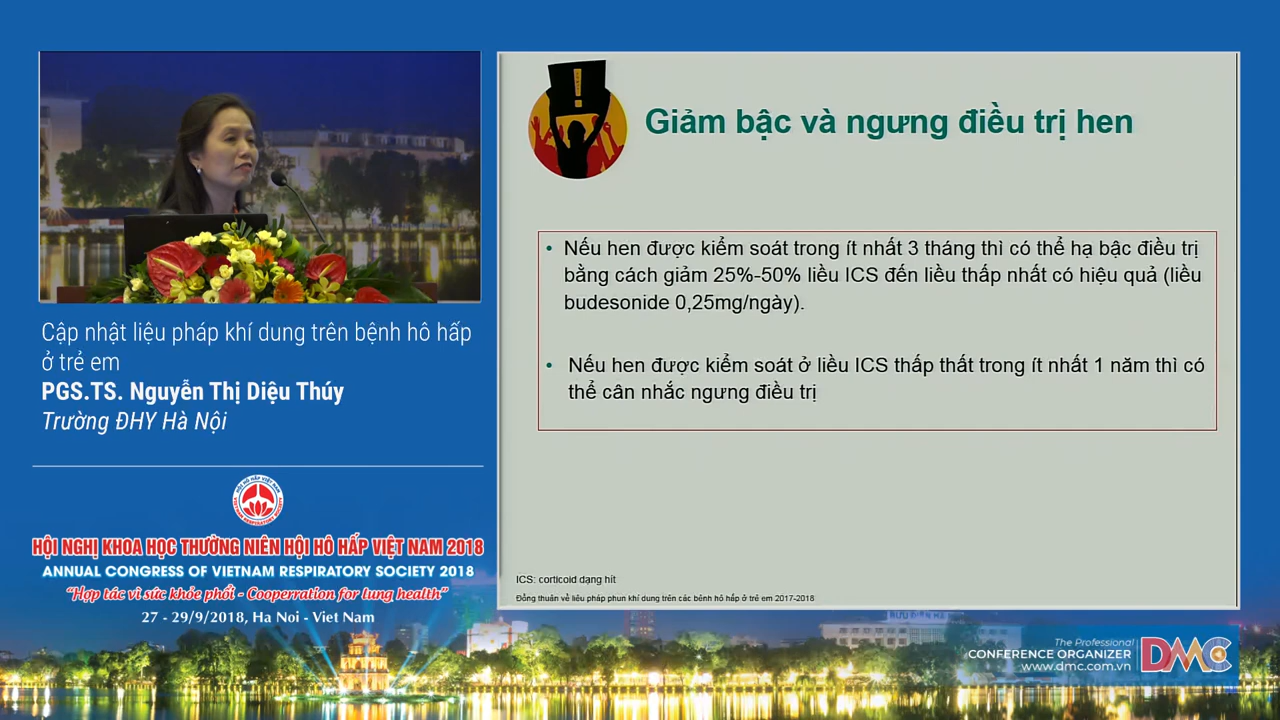 Giảm bậc và ngưng điều trị hen
• Nếu hen được kiểm soát trong ít nhất 3 tháng thì có thể hạ bậc điều trị
bằng cách giảm 25%-50% liều ICS đến liều thấp nhất có hiệu quả (liều
budesonide 0,25mg/ngày).
• Nếu hen được kiểm soát ở liều ICS thấp thất trong ít nhất 1 năm thì có
thể cân nhắc ngưng điều trị
ICS: corticoid dạng hít
Đồng thuận về liệu pháp phun khí dung trên các bệnh hô hấp ở trẻ em 2017-2018
Cập nhật liệu pháp khí dung trên bệnh hô hấp
ở trẻ em
PGS.TS. Nguyễn Thị Diệu Thúy
Trường ĐHY Hà Nội
HỘI HÔ HẤP VIỆT NAM
VIETNAM RESPIRATORY SOCIETY
HỘI NGHỊ KHOA HỌC THƯỜNG NIÊN HỘI HÔ HẤP VIỆT NAM 2018
ANNUAL CONGRESS OF VIETNAM RESPIRATORY SOCIETY 2018
“Hợp tác vì sức khỏe phổi - Cooperration for lung health”
27 - 29/9/2018, Ha Noi - Viet Nam
The Professional
CONFERENCE ORGANIZER
www.dmc.com.vn
DMC